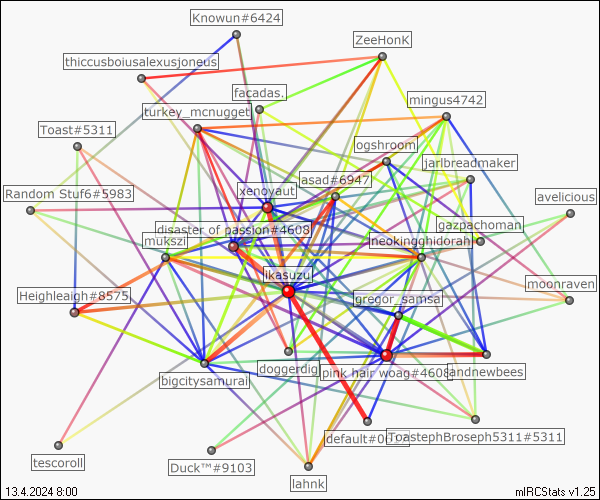 Knowun#6424
ZeeHonK
thiccusboiusalexusjoneus
facadas.
mingus4742
turkey_mcnugget
Toast#5311
ogshroom
jarlbreadmaker
asad#6947
xenoyaut
Random Stuf6#5983
avelicious
gazpachoman
disaster of passion#4608
mukszi
neokingghidorah
likasuzu
moonraven
Heighleigh#8575
gregor_samsa
doggerdigl
pink hair woag#4608
andnewbees
bigcitysamurai
default#0
ToastephBroseph5311#5311
tescoroll
Duck™#9103
lahnk
13.4.2024 8:00
mIRCStats v1.25